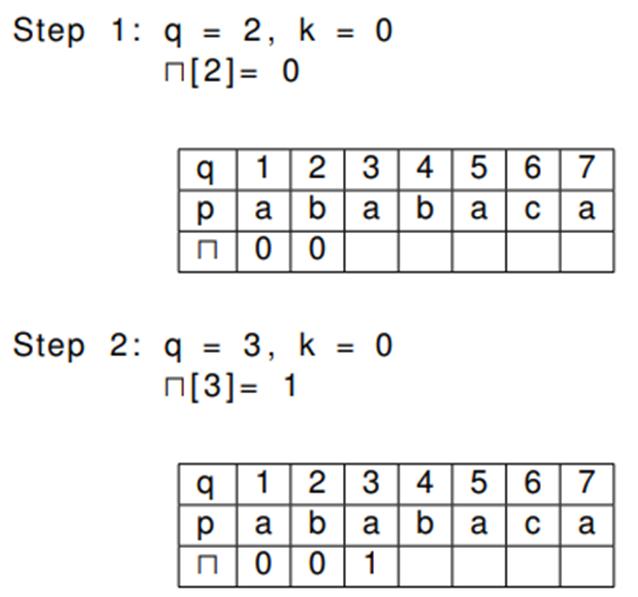 Step 1: q = 2, k = 0
Π[2]= 0
q 1 2 3 4 5 6 7
p a b a b a c a
Π 0 0
Step 2: q = 3, k = 0
Π[3]= 1
q 1 2 3 4 5 6 7
p a b a b a c a
Π 0 0 1